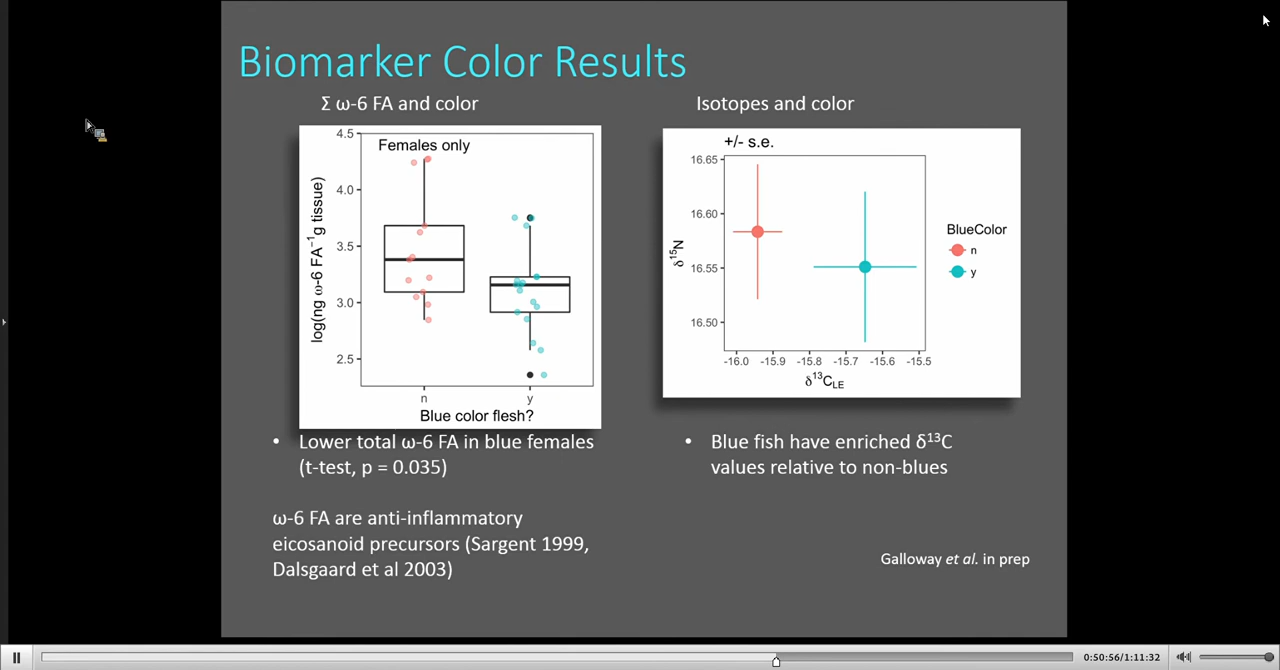 Biomarker Color Results
Σ ω-6 FA and color
Isotopes and color
Females only
4.5
4.0
3.5
3.0
2.5
log(ng ω-6 FA⁻¹g tissue)
n
y
Blue color flesh?
+/- s.e.
16.65
16.60
16.55
16.50
δ¹⁵N
-16.0 -15.9 -15.8 -15.7 -15.6 -15.5
δ¹³C_LE
BlueColor
n
y
• Lower total ω-6 FA in blue females
(t-test, p = 0.035)
• Blue fish have enriched δ¹³C
values relative to non-blues
ω-6 FA are anti-inflammatory
eicosanoid precursors (Sargent 1999,
Dalsgaard et al 2003)
Galloway et al. in prep
0:50:56/1:11:32